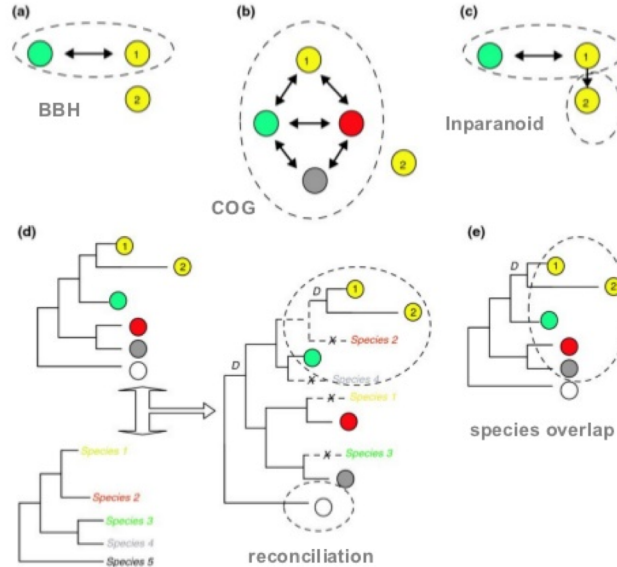 (a)
1
BBH
2
(b)
1
2
COG
(c)
1
2
Inparanoid
(d)
1
2
Species 1
Species 2
Species 3
Species 4
Species 5
D
1
2
x Species 2
D
x Species 4
x Species 1
x Species 3
reconciliation
(e)
D
1
2
species overlap